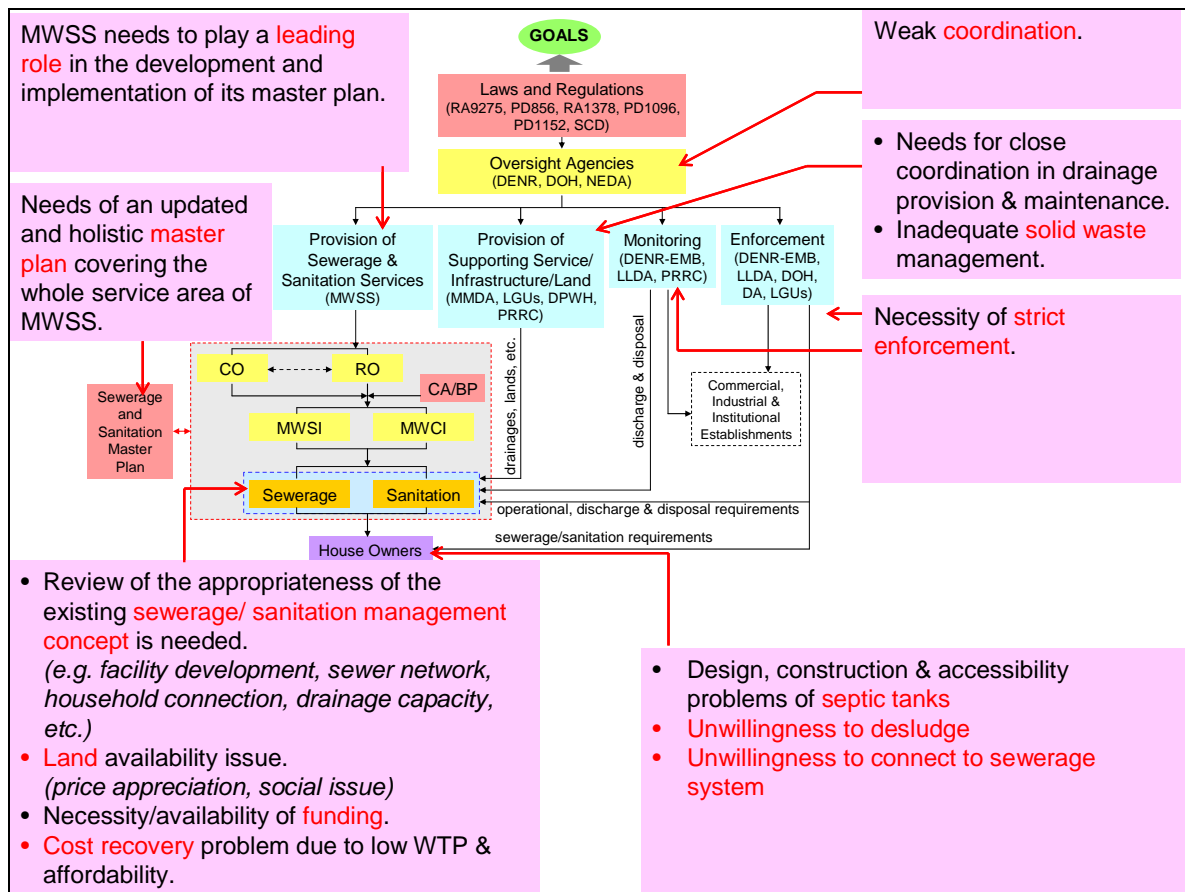 MWSS needs to play a leading
role in the development and
implementation of its master plan.
GOALS
Weak coordination.
Laws and Regulations
(RA9275, PD856, RA1378, PD1096,
PD1152, SCD)
Oversight Agencies
(DENR, DOH, NEDA)
• Needs for close
coordination in drainage
provision & maintenance.
• Inadequate solid waste
management.
Needs of an updated
and holistic master
plan covering the
whole service area of
MWSS.
Provision of
Sewerage &
Sanitation Services
(MWSS)
Provision of
Supporting Service/
Infrastructure/Land
(MMDA, LGUs, DPWH,
PRRC)
Monitoring
(DENR-EMB,
LLDA, PRRC)
Enforcement
(DENR-EMB,
LLDA, DOH,
DA, LGUs)
Necessity of strict
enforcement.
CO
RO
CA/BP
Sewerage
and
Sanitation
Master
Plan
MWSI
MWCI
drainages, lands, etc.
discharge & disposal
Commercial,
Industrial &
Institutional
Establishments
Sewerage
Sanitation
operational, discharge & disposal requirements
sewerage/sanitation requirements
House Owners
• Review of the appropriateness of the
existing sewerage/ sanitation management
concept is needed.
(e.g. facility development, sewer network,
household connection, drainage capacity,
etc.)
• Land availability issue.
(price appreciation, social issue)
• Necessity/availability of funding.
• Cost recovery problem due to low WTP &
affordability.
• Design, construction & accessibility
problems of septic tanks
• Unwillingness to desludge
• Unwillingness to connect to sewerage
system